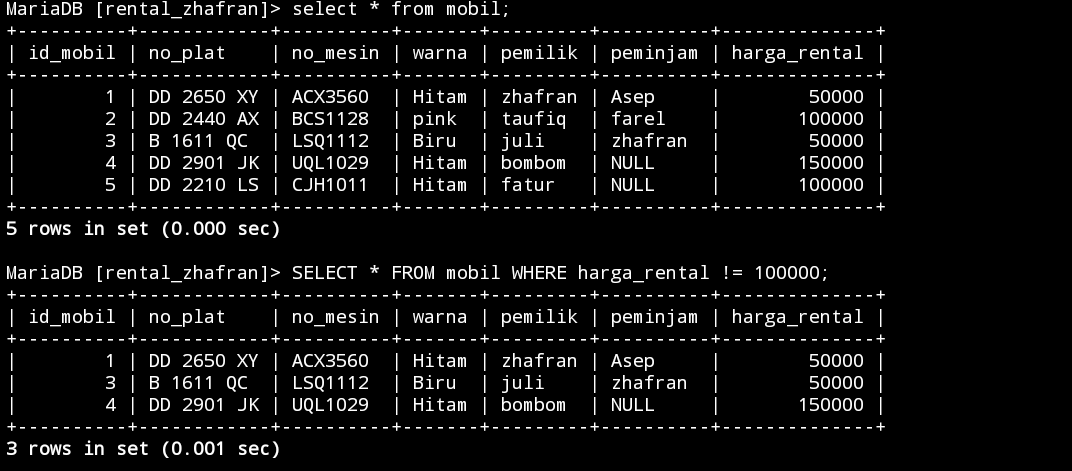 MariaDB [rental_zhafran]> select * from mobil;
+----------+------------+----------+-------+---------+----------+--------------+
| id_mobil | no_plat    | no_mesin | warna | pemilik | peminjam | harga_rental |
+----------+------------+----------+-------+---------+----------+--------------+
|        1 | DD 2650 XY | ACX3560  | Hitam | zhafran | Asep     |        50000 |
|        2 | DD 2440 AX | BCS1128  | pink  | taufiq  | farel    |       100000 |
|        3 | B 1611 QC  | LSQ1112  | Biru  | juli    | zhafran  |        50000 |
|        4 | DD 2901 JK | UQL1029  | Hitam | bombom  | NULL     |       150000 |
|        5 | DD 2210 LS | CJH1011  | Hitam | fatur   | NULL     |       100000 |
+----------+------------+----------+-------+---------+----------+--------------+
5 rows in set (0.000 sec)
MariaDB [rental_zhafran]> SELECT * FROM mobil WHERE harga_rental != 100000;
+----------+------------+----------+-------+---------+----------+--------------+
| id_mobil | no_plat    | no_mesin | warna | pemilik | peminjam | harga_rental |
+----------+------------+----------+-------+---------+----------+--------------+
|        1 | DD 2650 XY | ACX3560  | Hitam | zhafran | Asep     |        50000 |
|        3 | B 1611 QC  | LSQ1112  | Biru  | juli    | zhafran  |        50000 |
|        4 | DD 2901 JK | UQL1029  | Hitam | bombom  | NULL     |       150000 |
+----------+------------+----------+-------+---------+----------+--------------+
3 rows in set (0.001 sec)